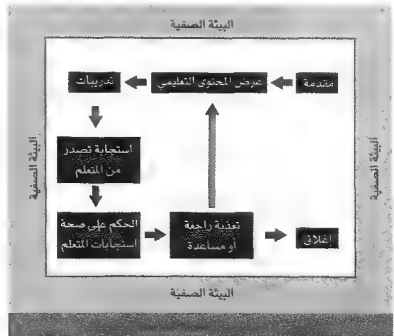 البيئة الصفية
مقدمة
عرض المحتوى التعليمي
تدريبات
استجابة تصدر
من المتعلم
الحكم على صحة
استجابات المتعلم
تغذية راجعة
أو مساعدة
إغلاق
البيئة الصفية
البيئة الصفية
البيئة الصفية